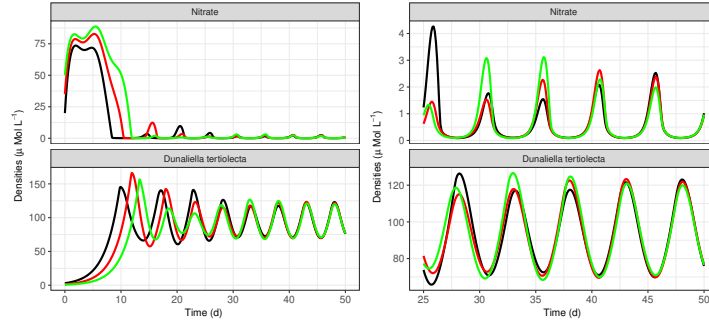 Nitrate
75
50
25
0
Dunaliella tertiolecta
150
100
50
0
0 10 20 30 40 50
Time (d)
Densities (μ Mol L⁻¹)
Nitrate
4
3
2
1
0
Dunaliella tertiolecta
120
100
80
25 30 35 40 45 50
Time (d)
Densities (μ Mol L⁻¹)